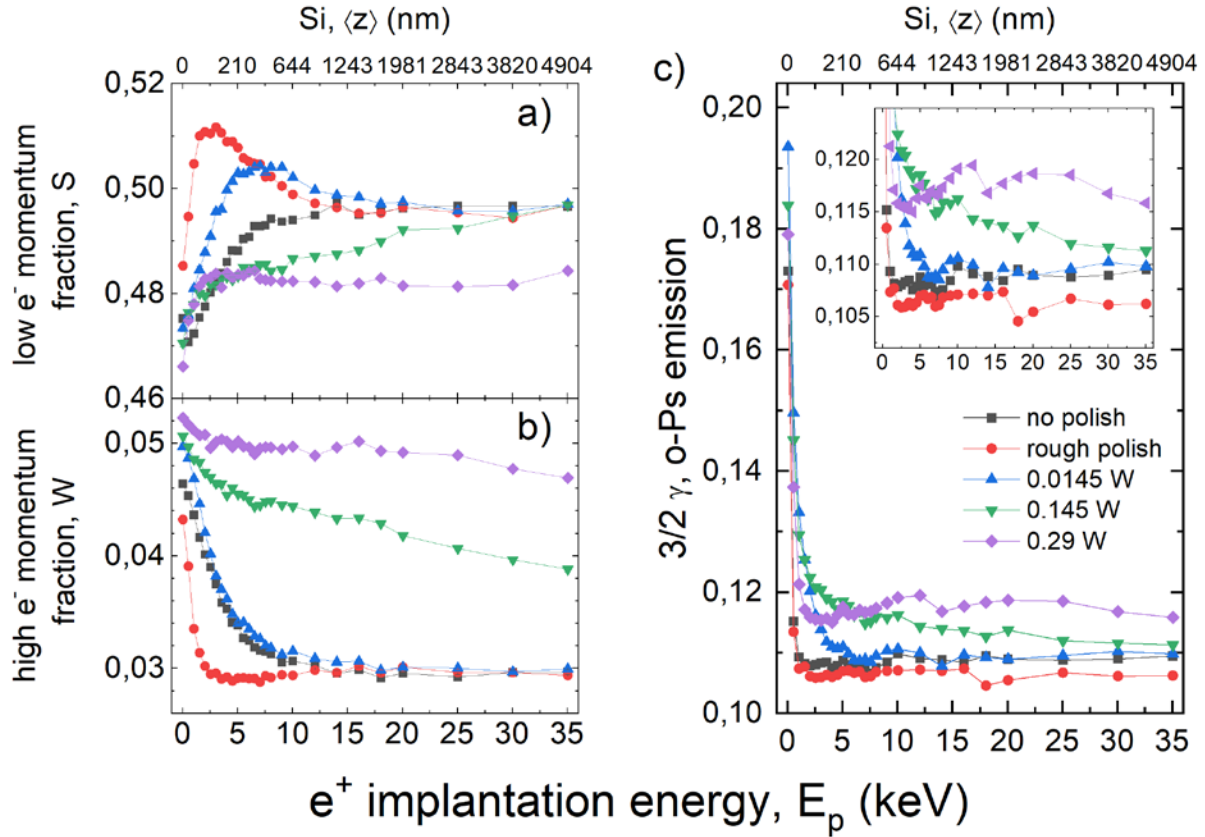 Si, ⟨z⟩ (nm)
0 210 644 1243 1981 2843 3820 4904
a)
0,52
0,50
0,48
0,46
low e⁻ momentum
fraction, S
b)
0,05
0,04
0,03
high e⁻ momentum
fraction, W
0 5 10 15 20 25 30 35
Si, ⟨z⟩ (nm)
0 210 644 1243 1981 2843 3820 4904
c)
0,20
0,18
0,16
0,14
0,12
0,10
3/2 γ, o-Ps emission
0,120
0,115
0,109
0,105
0 5 10 15 20 25 30 35
no polish
rough polish
0.0145 W
0.145 W
0.29 W
0 5 10 15 20 25 30 35
e⁺ implantation energy, Eₚ (keV)